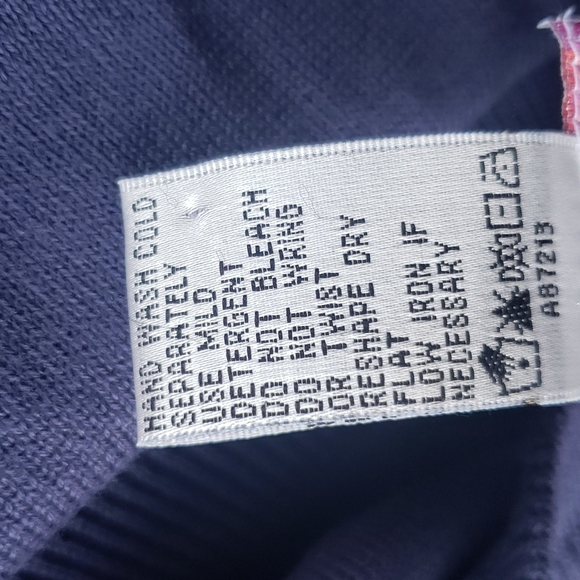 HAND WASH COLD
SEPARATELY
USE MILD
DETERGENT
DO NOT BLEACH
DO NOT WRING
OR TWIST
RESHAPE DRY
FLAT
LOW IRON IF
NECESSARY
A87213